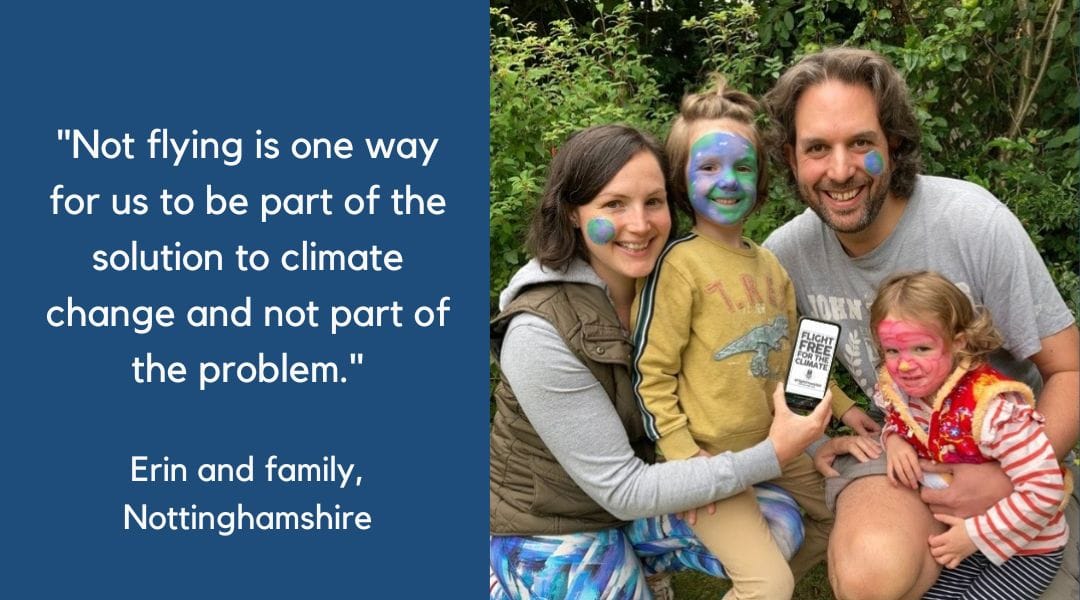 "Not flying is one way
for us to be part of the
solution to climate
change and not part of
the problem."
Erin and family,
Nottinghamshire
T.R
JOHN
FLIGHT
FREE
FOR THE
CLIMATE